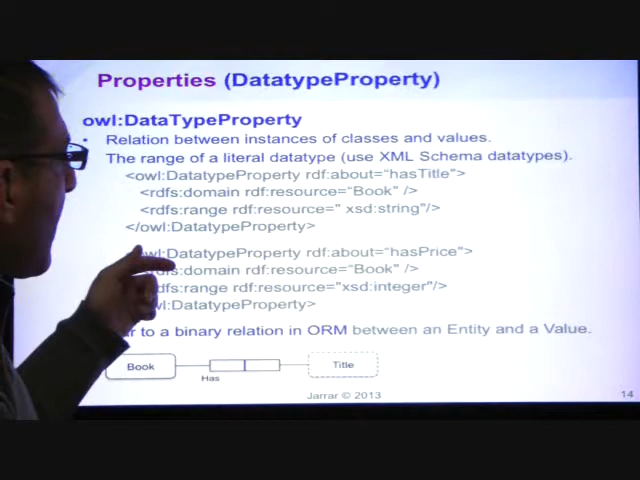 Properties (DatatypeProperty)
owl:DataTypeProperty
• Relation between instances of classes and values.
The range of a literal datatype (use XML Schema datatypes).
<owl:DatatypeProperty rdf:about="hasTitle">
<rdfs:domain rdf:resource="Book" />
<rdfs:range rdf:resource=" xsd:string"/>
</owl:DatatypeProperty>
owl:DatatypeProperty rdf:about="hasPrice">
rdfs:domain rdf:resource="Book" />
rdfs:range rdf:resource="xsd:integer"/>
owl:DatatypeProperty>
to a binary relation in ORM between an Entity and a Value.
Book
Has
Title
Jarrar © 2013
14